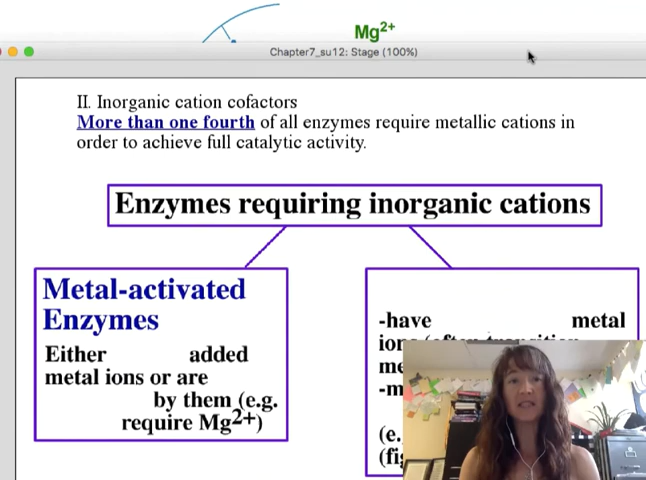 Mg2+
Chapter7_su12: Stage (100%)
II. Inorganic cation cofactors
More than one fourth of all enzymes require metallic cations in
order to achieve full catalytic activity.
Enzymes requiring inorganic cations
Metal-activated
Enzymes
Either added
metal ions or are
by them (e.g.
require Mg2+)
-have metal